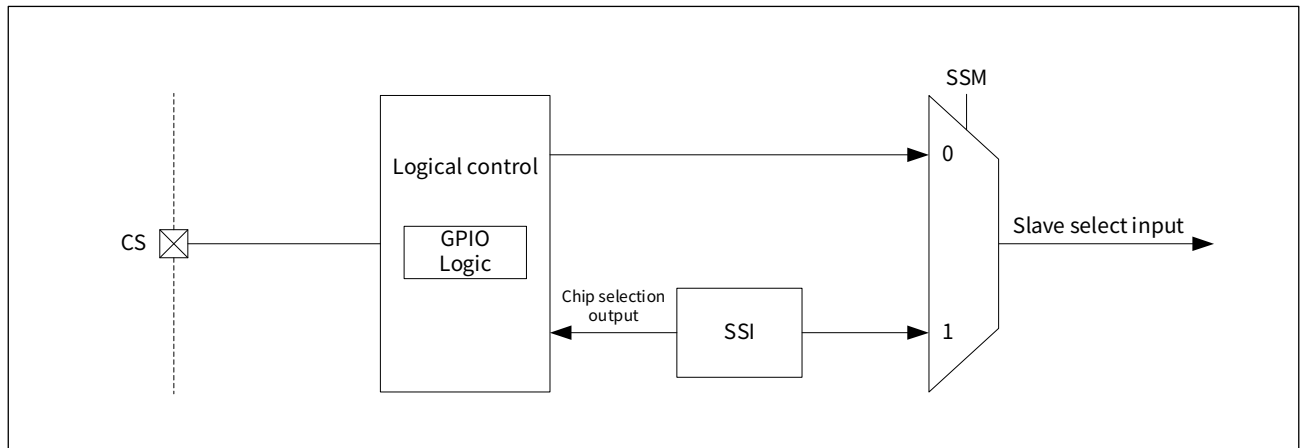 SSM
0
Logical control
CS
GPIO
Logic
Slave select input
Chip selection
output
SSI
1